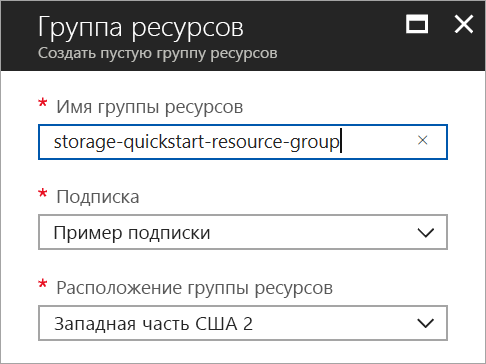 Группа ресурсов
Создать пустую группу ресурсов
* Имя группы ресурсов
storage-quickstart-resource-group
* Подписка
Пример подписки
* Расположение группы ресурсов
Западная часть США 2